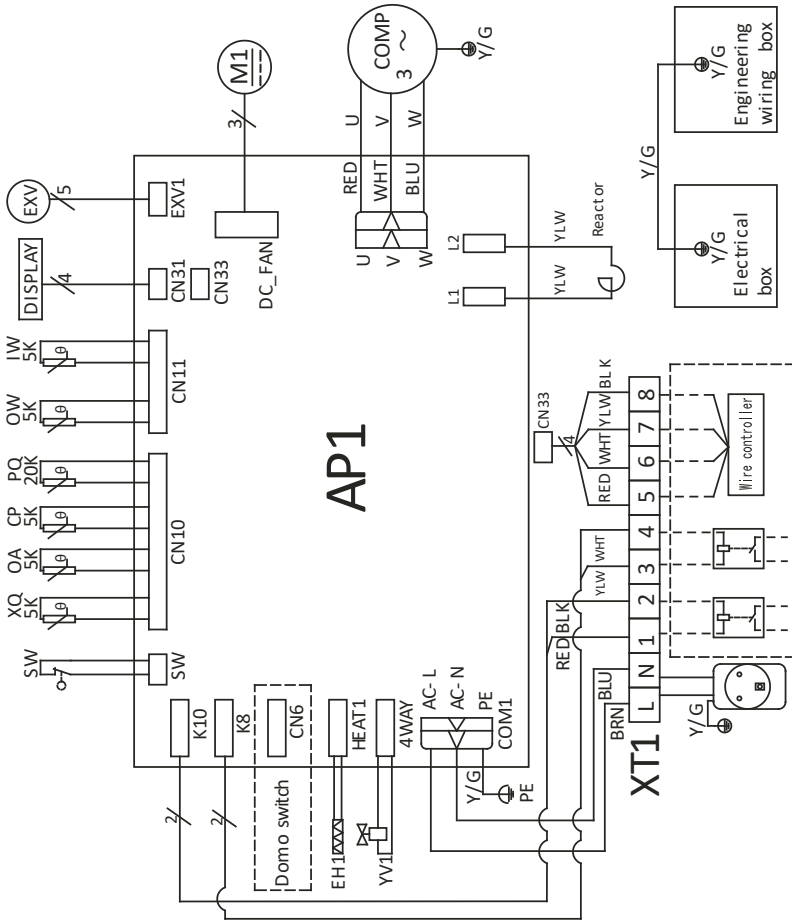 M1
3
COMP
3 ~
Y/G
EXV
5
EXV1
DISPLAY
4
CN31
CN33
DC_FAN
U
V
W
RED
WHT
BLU
U
V
W
L2
L1
YLW
YLW
Reactor
Y/G
Y/G
Engineering
wiring box
Y/G
Electrical
box
IW
5K
θ
OW
5K
θ
CN11
PQ
20K
θ
CP
5K
θ
OA
5K
θ
XQ
5K
θ
CN10
SW
SW
AP1
K10
K8
CN6
Domo switch
HEAT1
4WAY
EH1
YV1
2
2
AC-L
AC-N
PE
COM1
Y/G
PE
CN33
4
RED
WHT
YLW
BLK
YLW
WHT
RED
BLK
BLU
BRN
XT1
L N 1 2 3 4 5 6 7 8
Y/G
Wire controller